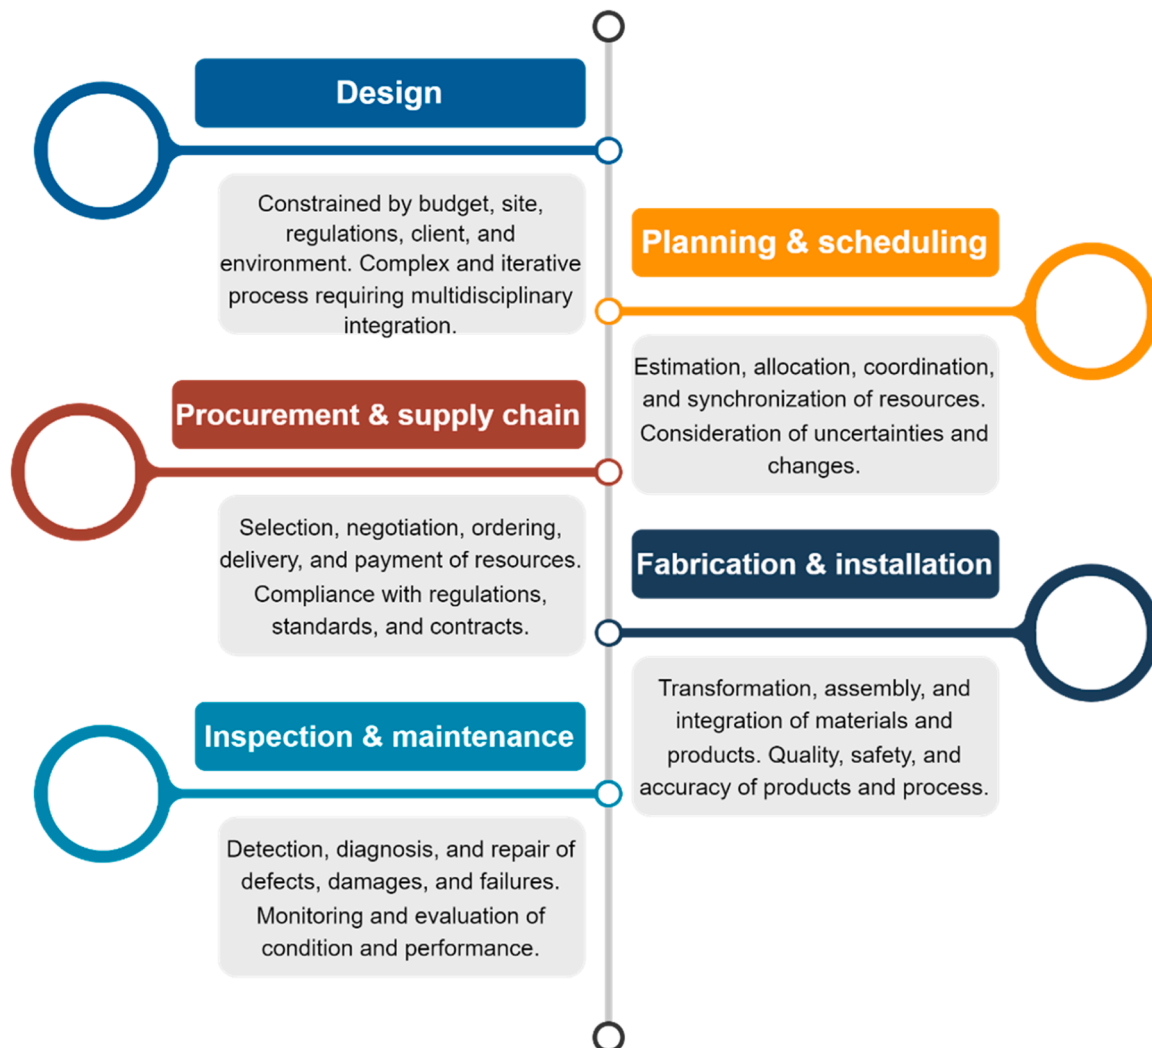 Design
Constrained by budget, site,
regulations, client, and
environment. Complex and iterative
process requiring multidisciplinary
integration.
Planning & scheduling
Estimation, allocation, coordination,
and synchronization of resources.
Consideration of uncertainties and
changes.
Procurement & supply chain
Selection, negotiation, ordering,
delivery, and payment of resources.
Compliance with regulations,
standards, and contracts.
Fabrication & installation
Transformation, assembly, and
integration of materials and
products. Quality, safety, and
accuracy of products and process.
Inspection & maintenance
Detection, diagnosis, and repair of
defects, damages, and failures.
Monitoring and evaluation of
condition and performance.